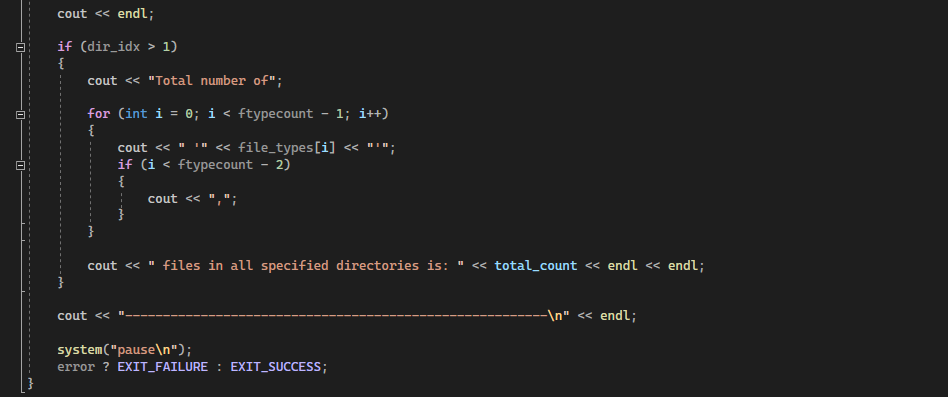 cout << endl;
if (dir_idx > 1)
{
cout << "Total number of";
for (int i = 0; i < ftypecount - 1; i++)
{
cout << " '" << file_types[i] << "'";
if (i < ftypecount - 2)
{
cout << ",";
}
}
cout << " files in all specified directories is: " << total_count << endl << endl;
}
cout << "--------------------------------------------------------\n" << endl;
system("pause\n");
error ? EXIT_FAILURE : EXIT_SUCCESS;
}